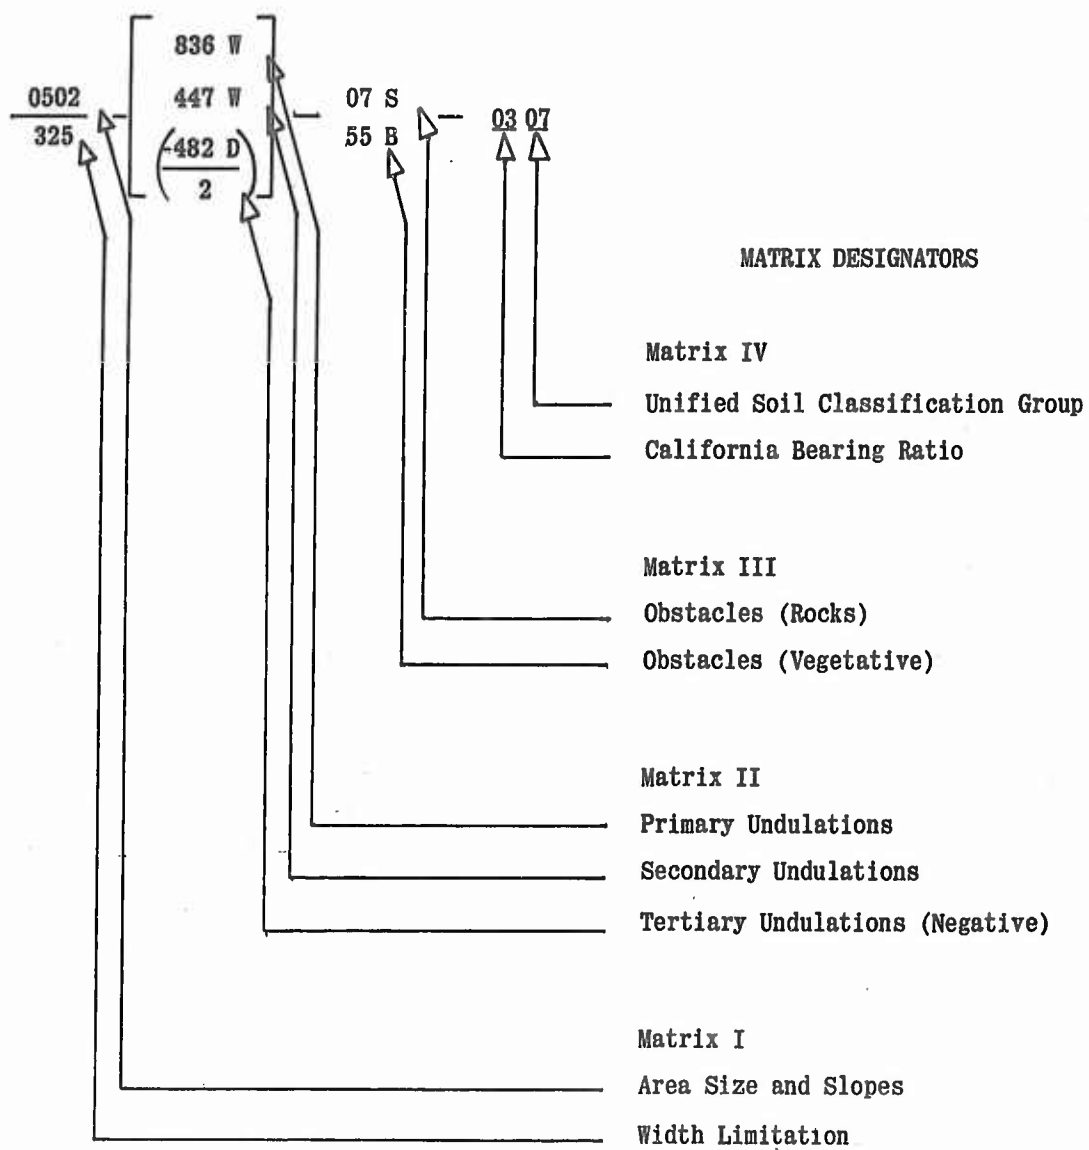 836 W
0502 - 447 W - 07 S - 03 07
325 (-482 D) 55 B
2
MATRIX DESIGNATORS
Matrix IV
Unified Soil Classification Group
California Bearing Ratio
Matrix III
Obstacles (Rocks)
Obstacles (Vegetative)
Matrix II
Primary Undulations
Secondary Undulations
Tertiary Undulations (Negative)
Matrix I
Area Size and Slopes
Width Limitation